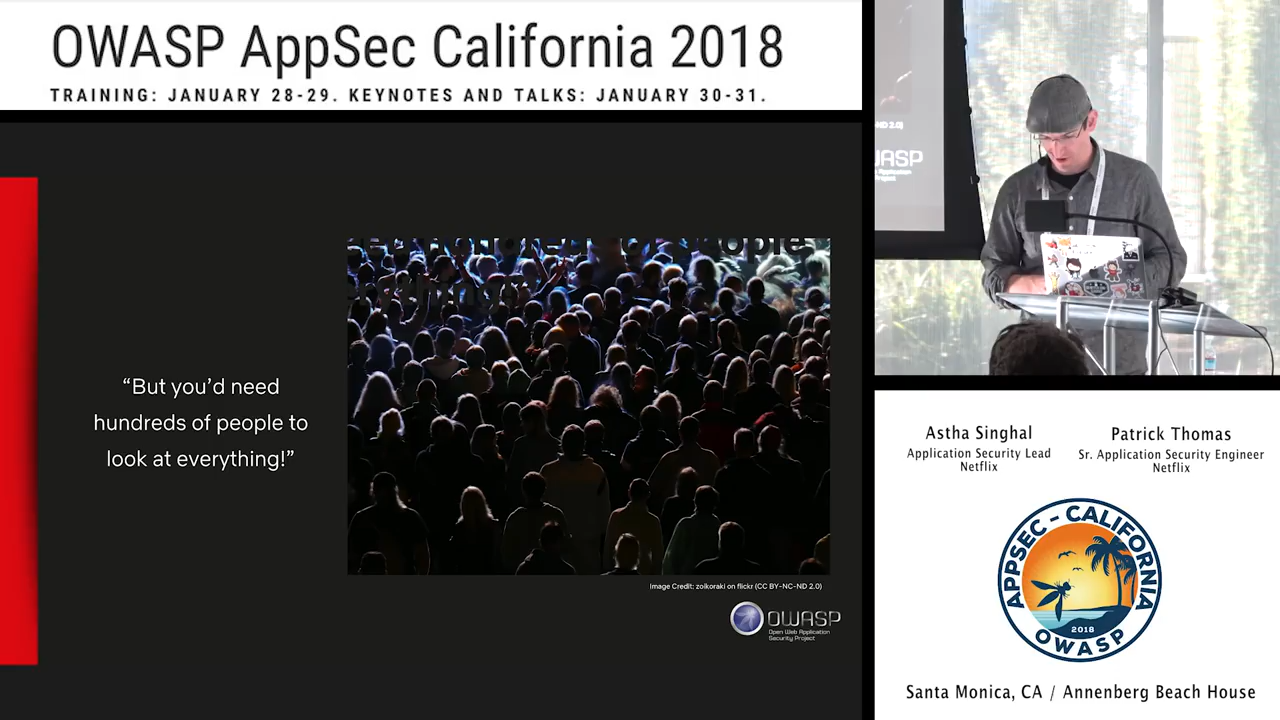 OWASP AppSec California 2018
TRAINING: JANUARY 28-29. KEYNOTES AND TALKS: JANUARY 30-31.
“But you’d need
hundreds of people to
look at everything!”
Image Credit: zoikoraki on flickr (CC BY-NC-ND 2.0)
OWASP
Open Web Application
Security Project
Astha Singhal
Application Security Lead
Netflix
Patrick Thomas
Sr. Application Security Engineer
Netflix
APPSEC - CALIFORNIA
2018
OWASP
Santa Monica, CA / Annenberg Beach House